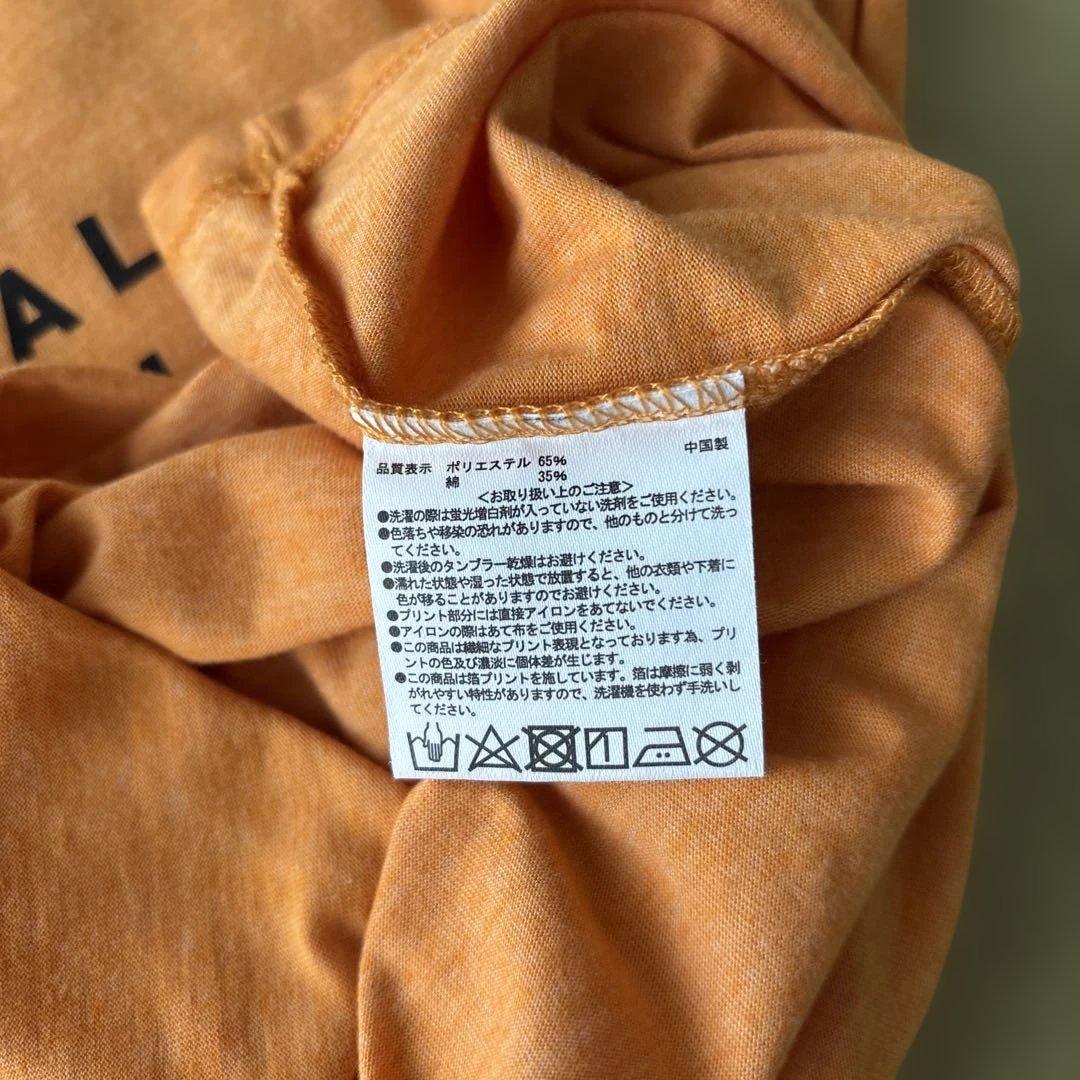 AL
品質表示 ポリエステル 65% 中国製
綿 35%
<お取り扱い上のご注意>
●洗濯の際は蛍光増白剤が入っていない洗剤をご使用ください。
●色落ちや移染の恐れがありますので、他のものと分けて洗っ
てください。
●洗濯後のタンブラー乾燥はお避けください。
●濡れた状態や湿った状態で放置すると、他の衣類や下着に
色が移ることがありますのでお避けください。
●プリント部分には直接アイロンをあてないでください。
●アイロンの際はあて布をご使用ください。
●この商品は繊細なプリント表現となっております為、プリ
ントの色及び濃淡に個体差が生じます。
●この商品は箔プリントを施しています。箔は摩擦に弱く剥
がれやすい特性がありますので、洗濯機を使わず手洗いし
てください。